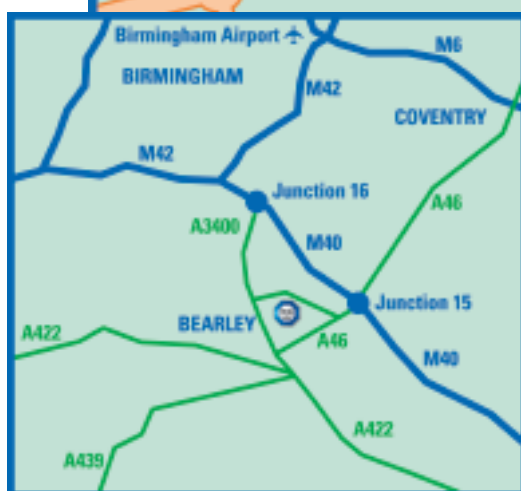 Birmingham Airport
M6
BIRMINGHAM
M42
COVENTRY
M42
Junction 16
A46
A3400
M40
Junction 15
BEARLEY
A422
A46
M40
A422
A439